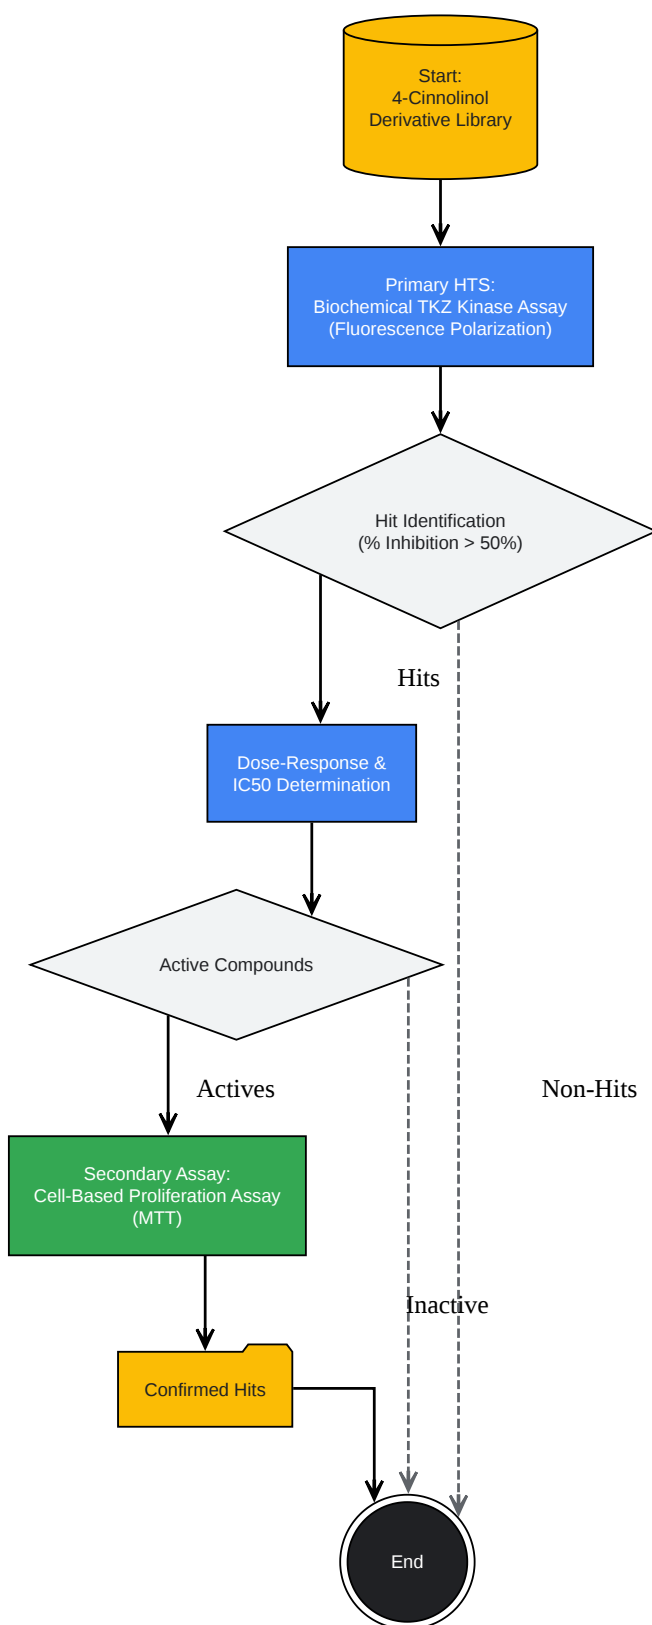 Start:
4-Cinnolinol
Derivative Library
Primary HTS:
Biochemical TKZ Kinase Assay
(Fluorescence Polarization)
Hit Identification
(% Inhibition > 50%)
Hits
Dose-Response &
IC50 Determination
Active Compounds
Actives
Non-Hits
Secondary Assay:
Cell-Based Proliferation Assay
(MTT)
Inactive
Confirmed Hits
End